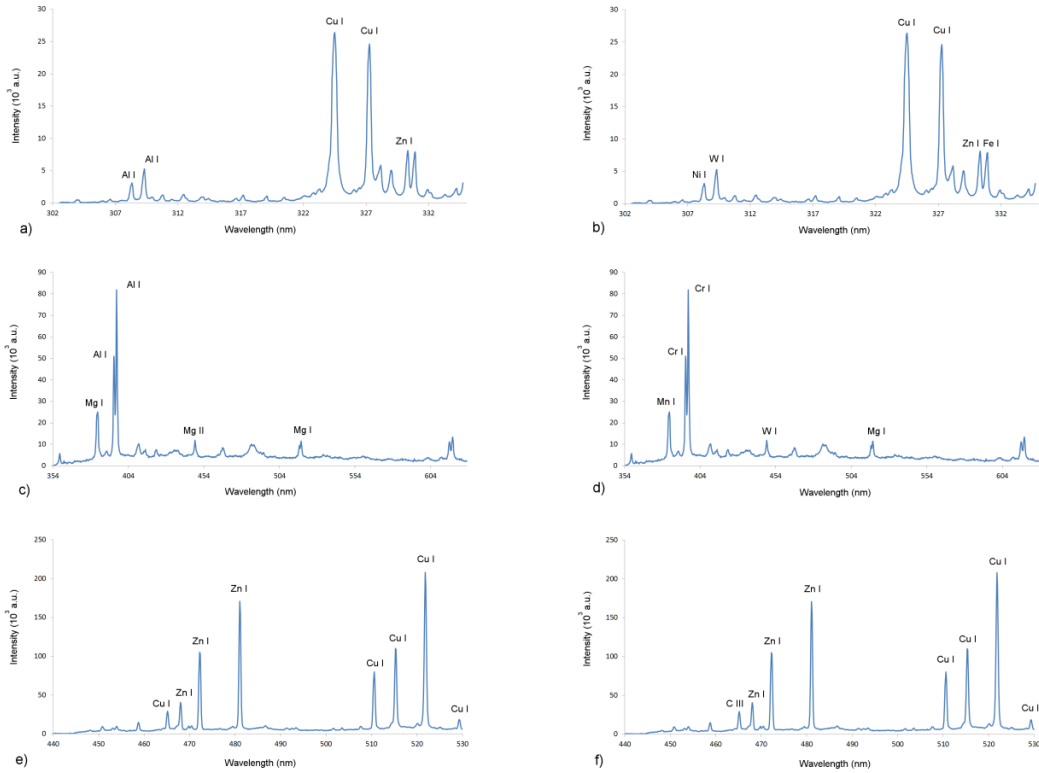 Intensity (10³ a.u.)
30
25
20
15
10
5
0
Cu I
Cu I
Zn I
Al I
Al I
302 307 312 317 322 327 332
Wavelength (nm)
a)
Intensity (10³ a.u.)
30
25
20
15
10
5
0
Cu I
Cu I
Zn I Fe I
W I
Ni I
302 307 312 317 322 327 332
Wavelength (nm)
b)
Intensity (10³ a.u.)
90
80
70
60
50
40
30
20
10
0
Al I
Al I
Mg I
Mg II
Mg I
354 404 454 504 554 604
Wavelength (nm)
c)
Intensity (10³ a.u.)
90
80
70
60
50
40
30
20
10
0
Cr I
Cr I
Mn I
W I
Mg I
354 404 454 504 554 604
Wavelength (nm)
d)
Intensity (10³ a.u.)
250
200
150
100
50
0
Cu I
Zn I
Zn I
Cu I
Cu I
Zn I
Cu I
Cu I
440 450 460 470 480 490 500 510 520 530
Wavelength (nm)
e)
Intensity (10³ a.u.)
250
200
150
100
50
0
Cu I
Zn I
Zn I
Cu I
Cu I
Zn I
C III
Cu I
440 450 460 470 480 490 500 510 520 530
Wavelength (nm)
f)